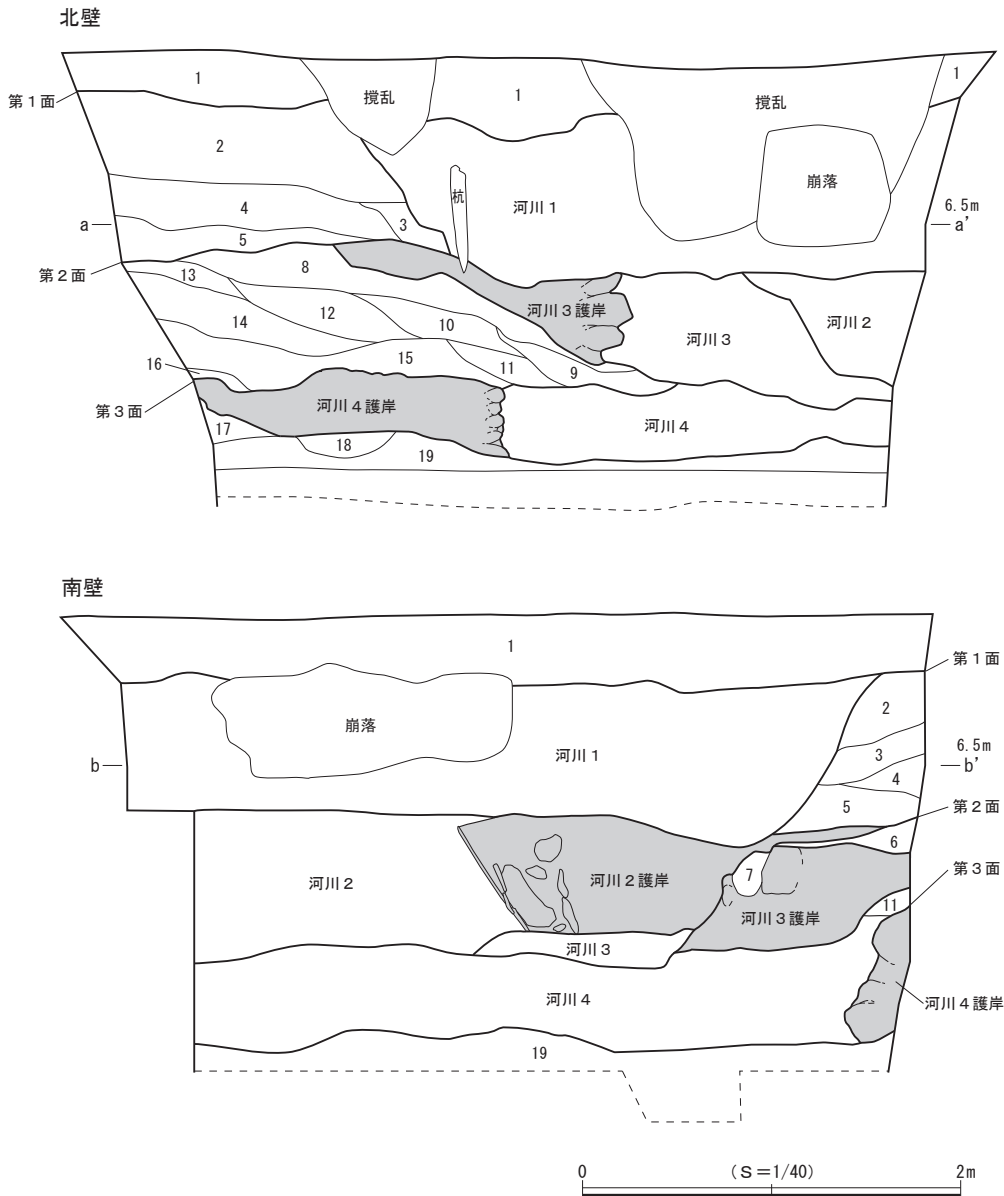 北壁
1
撹乱
1
撹乱
1
第1面
2
崩落
杭
河川1
4
3
6.5m
a
a’
5
第2面
13
8
12
10
河川3護岸
河川3
河川2
14
15
11
9
16
第3面
河川4護岸
河川4
17
18
19
南壁
1
第1面
2
崩落
河川1
3
6.5m
b
b’
4
5
第2面
6
河川2
河川2護岸
7
第3面
11
河川3護岸
河川3
河川4
河川4護岸
19
0
(S=1/40)
2m